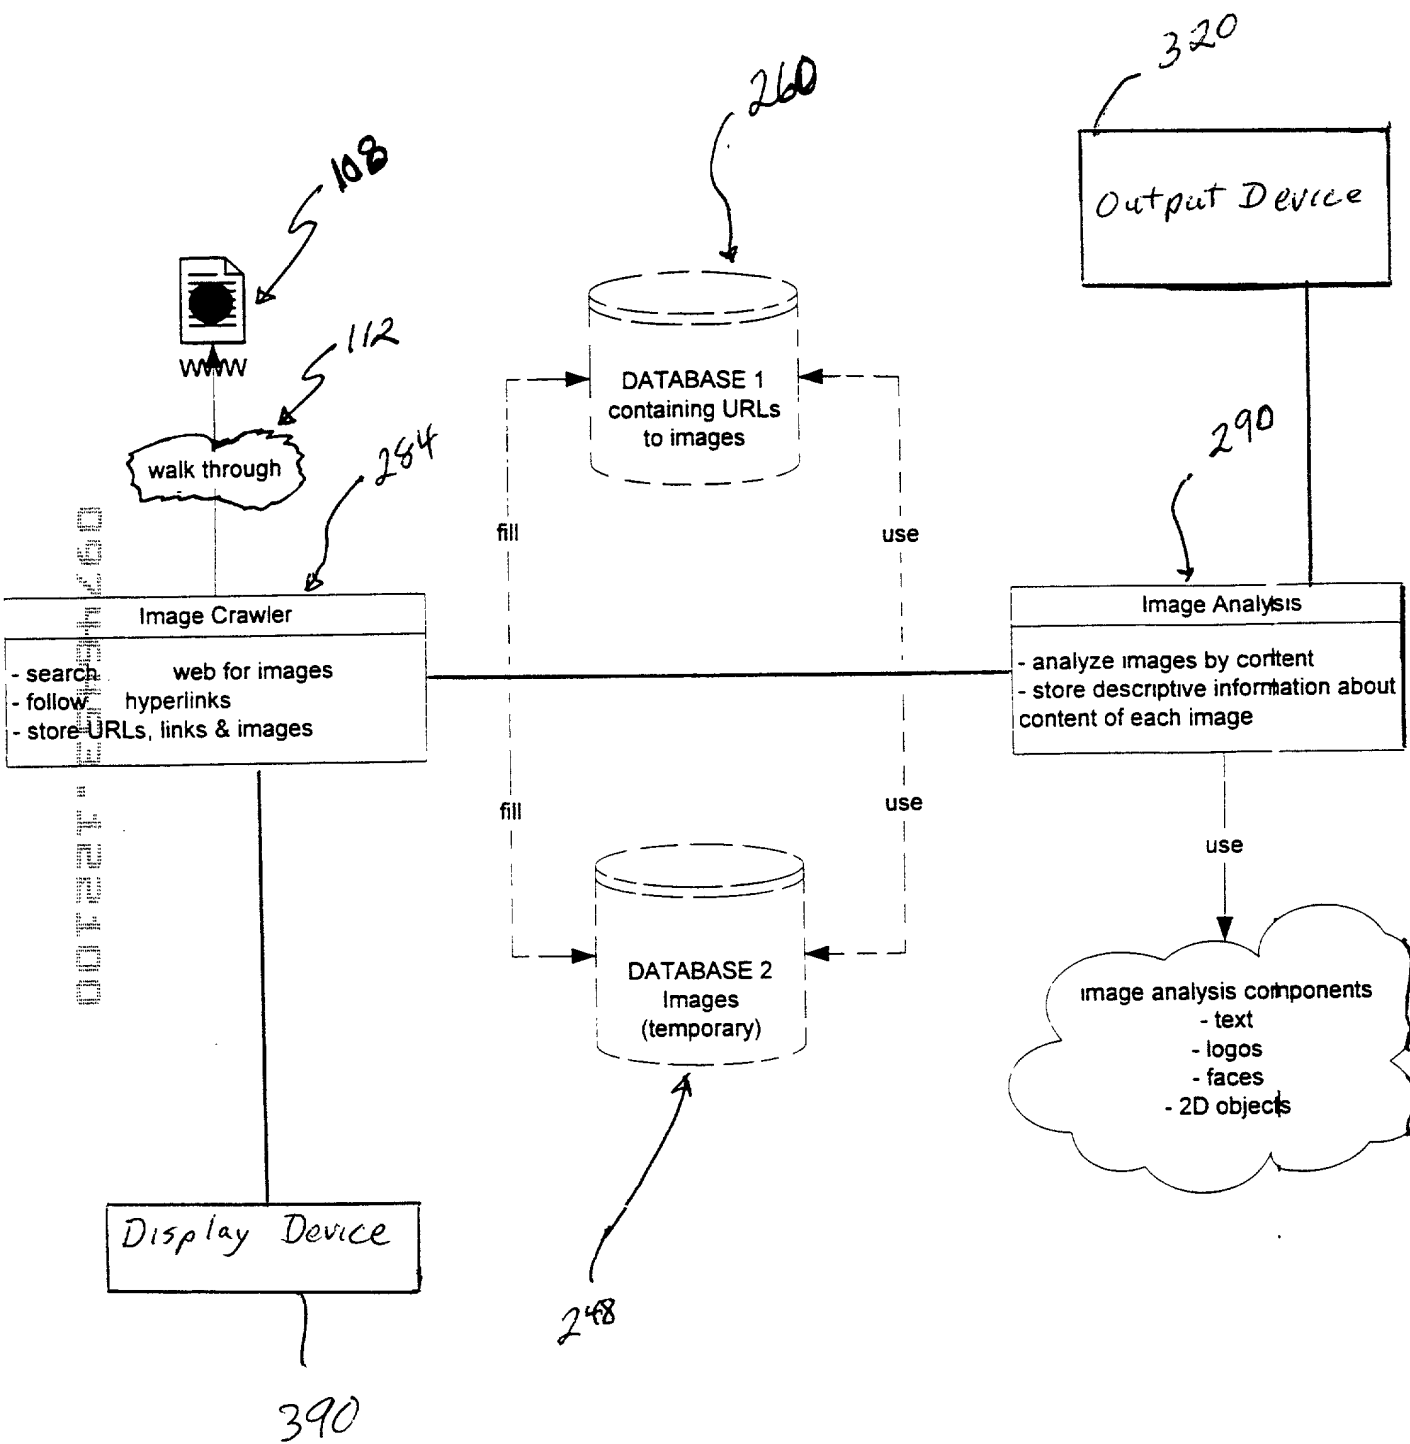 320
260
108
Output Device
112
WWW
DATABASE 1
containing URLs
to images
290
284
walk through
fill
use
Image Crawler
- search web for images
- follow hyperlinks
- store URLs, links & images
Image Analysis
- analyze images by content
- store descriptive information about
content of each image
fill
use
use
DATABASE 2
Images
(temporary)
image analysis components
- text
- logos
- faces
- 2D objects
Display Device
248
390